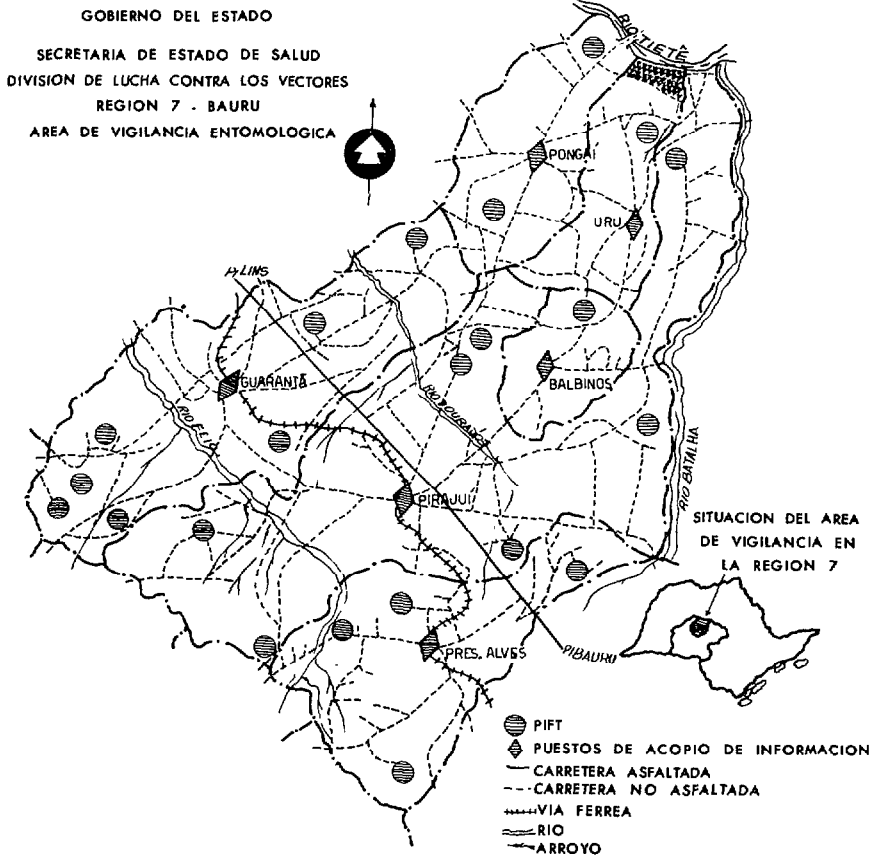 GOBIERNO DEL ESTADO
SECRETARIA DE ESTADO DE SALUD
DIVISION DE LUCHA CONTRA LOS VECTORES
REGION 7 - BAURU
AREA DE VIGILANCIA ENTOMOLOGICA
RIO TIETÊ
PONGAI
URU
P/LINS
GUARANTÃ
BALBINOS
RIO DOURADO
RIO FEIO
RIO BATALHA
PIRAJUI
SITUACION DEL AREA
DE VIGILANCIA EN
LA REGION 7
PRES. ALVES
P/BAURU
PIFT
PUESTOS DE ACOPIO DE INFORMACION
CARRETERA ASFALTADA
CARRETERA NO ASFALTADA
VIA FERREA
RIO
ARROYO